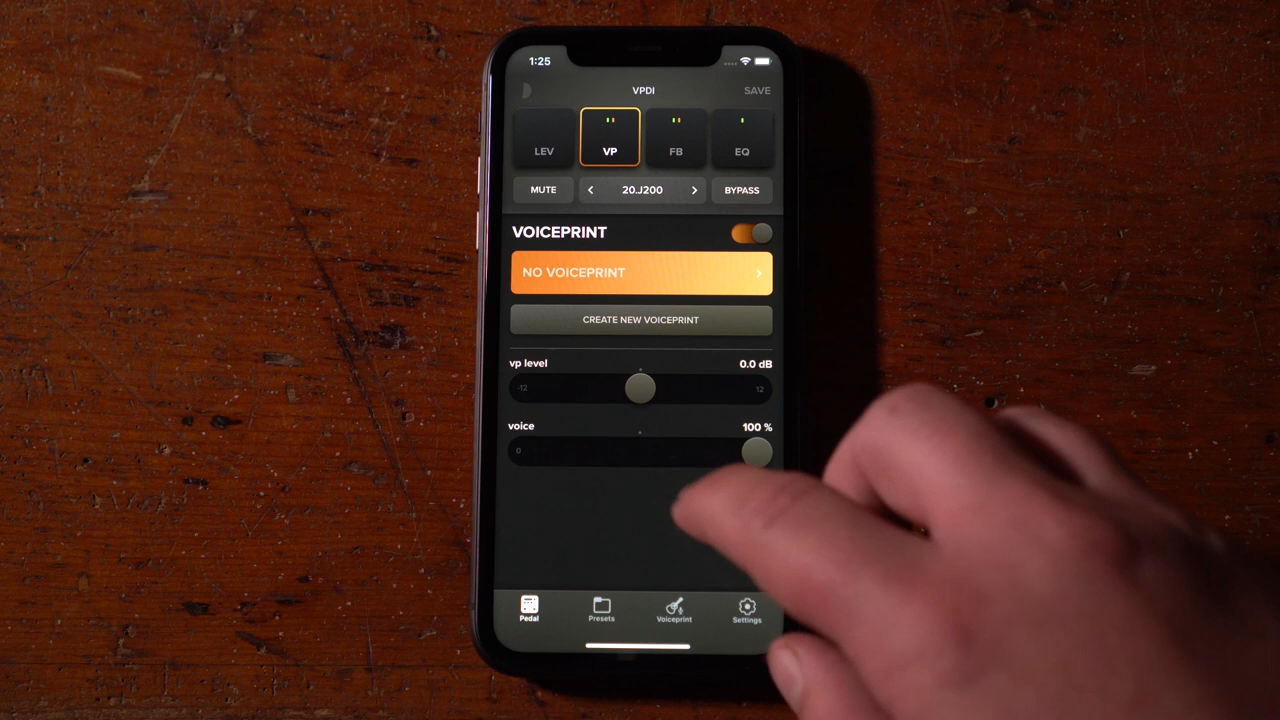 1:25
VPDI SAVE
LEV VP FB EQ
MUTE < 20.J200 > BYPASS
VOICEPRINT
NO VOICEPRINT >
CREATE NEW VOICEPRINT
vp level 0.0 dB
-12 12
voice 100 %
0
Pedal Presets Voiceprint Settings